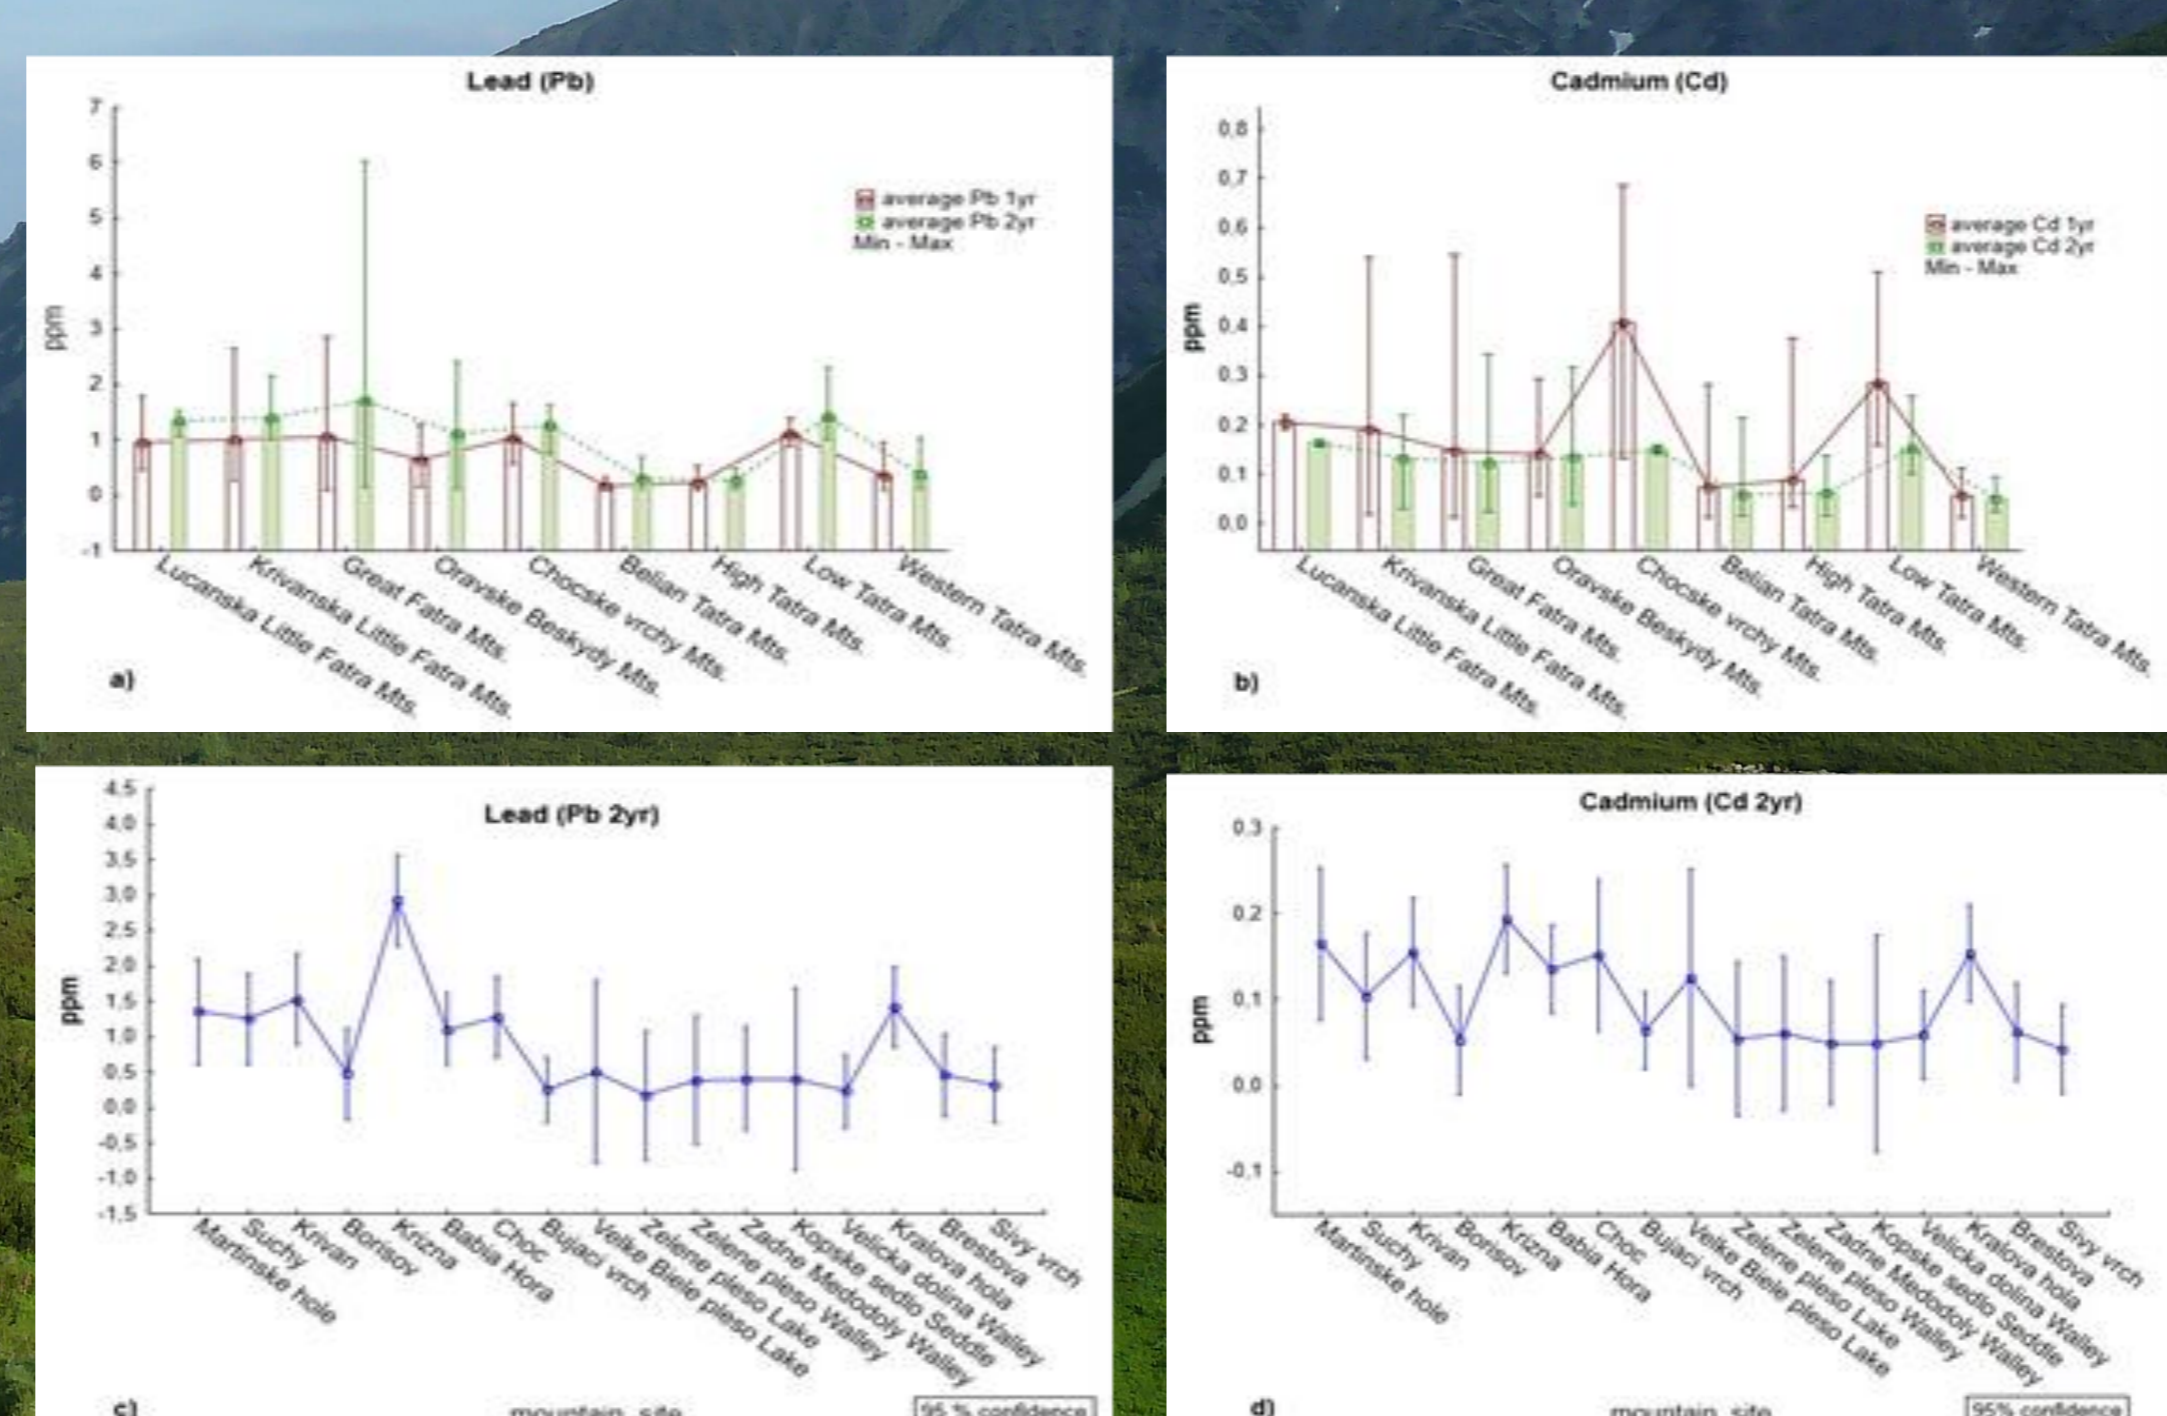 Lead (Pb)
7
6
5
4
3
2
1
0
-1
ppm
average Pb 1yr
average Pb 2yr
Min - Max
Lucanska Little Fatra Mts.
Krivanska Little Fatra Mts.
Great Fatra Mts.
Oravske Beskydy Mts.
Chocske vrchy Mts.
Belian Tatra Mts.
High Tatra Mts.
Low Tatra Mts.
Western Tatra Mts.
a)
Cadmium (Cd)
0,8
0,7
0,6
0,5
0,4
0,3
0,2
0,1
0,0
ppm
average Cd 1yr
average Cd 2yr
Min - Max
Lucanska Little Fatra Mts.
Krivanska Little Fatra Mts.
Great Fatra Mts.
Oravske Beskydy Mts.
Chocske vrchy Mts.
Belian Tatra Mts.
High Tatra Mts.
Low Tatra Mts.
Western Tatra Mts.
b)
Lead (Pb 2yr)
4.5
4.0
3.5
3.0
2.5
2.0
1.5
1.0
0.5
0.0
-0.5
-1.0
-1.5
ppm
Martinske hole
Suchy
Krivan
Borisov
Krizna
Babia Hora
Choc
Bujaci vrch
Velke Biele pleso Lake
Zelene pleso Lake
Zelene pleso Walley
Zadne Medodoly Walley
Kopske sedlo Seddle
Velicka dolina Walley
Kralova hola
Brestova
Sivy vrch
c)
mountain_site
95 % confidence
Cadmium (Cd 2yr)
0,3
0,2
0,1
0,0
-0,1
ppm
Martinske hole
Suchy
Krivan
Borisov
Krizna
Babia Hora
Choc
Bujaci vrch
Velke Biele pleso Lake
Zelene pleso Lake
Zelene pleso Walley
Zadne Medodoly Walley
Kopske sedlo Seddle
Velicka dolina Walley
Kralova hola
Brestova
Sivy vrch
d)
mountain_site
95% confidence